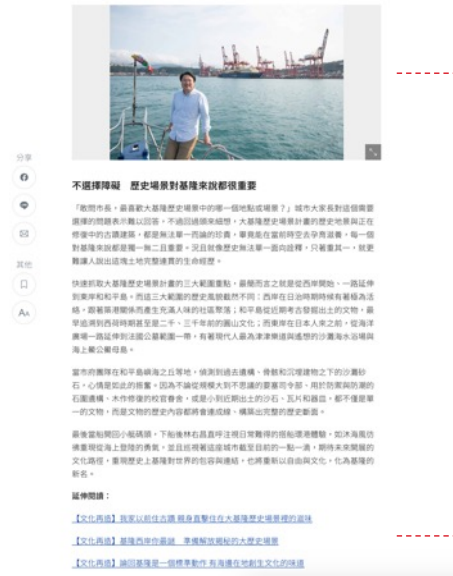 分享
其他
AA
不選擇障礙 歷史場景對基隆來說都很重要
「敢問市長,最喜歡大基隆歷史場景中的哪一個地點或場景?」城市大家長對這個需要
選擇的問題表示難以回答,不過回過頭來細想,大基隆歷史場景計畫的歷史地景與正在
修復中的古蹟建築,都是無法單一而論的珍貴,畢竟能在當前時空去孕育滋養,每一個
對基隆來說都是獨一無二且重要。況且就像歷史無法單一面向詮釋,只著重其一,就更
難讓人說出這塊土地完整連貫的生命歷程。
快速抓取大基隆歷史場景計畫的三大範圍重點,最簡而言之就是從西岸開始、一路延伸
到東岸和和平島。而這三大範圍的歷史風貌截然不同:西岸在日治時期時候有著極為活
絡,跟著築港關係而產生充滿人味的社區聚落;和平島從近期考古發掘出土的文物,最
早追溯到西荷時期甚至是二千、三千年前的圓山文化;而東岸在日本人來之前,從海洋
廣場一路延伸到法國公墓範圍一帶,有著現代人最為津津樂道與想像的沙灘海水浴場與
海上鱟公鱟母島。
當市府團隊在和平島嶼海之丘等地,偵測到過去遺構、骨骸和沉埋建物之下的沙灘砂
石,心情是如此的振奮。因為不論從規模大到不思議的要塞司令部、用於防禦與防潮的
石圍遺構、木作修復的校官眷舍,或是小到近期出土的沙石、瓦片和器皿,都不僅是單
一的文物,而是文物的歷史內容都將會連成線、構築出完整的歷史斷面。
最後當船開回小艇碼頭,下船後林右昌直呼注視日常難得的搭船環港體驗,如沐海風彷
彿重現從海上登陸的勇氣,並且巡視著這座城市截至目前的一點一滴,期待未來開展的
文化路徑,重現歷史上基隆對世界的包容與連結,也將重新以自由與文化,化為基隆的
新名。
延伸閱讀:
【文化再造】我家以前住古蹟 親身直擊住在大基隆歷史場景裡的滋味
【文化再造】基隆西岸你最謎 準備解放揭秘的大歷史場景
【文化再造】論回基隆是一個標準動作 有海邊在地創生文化的味道